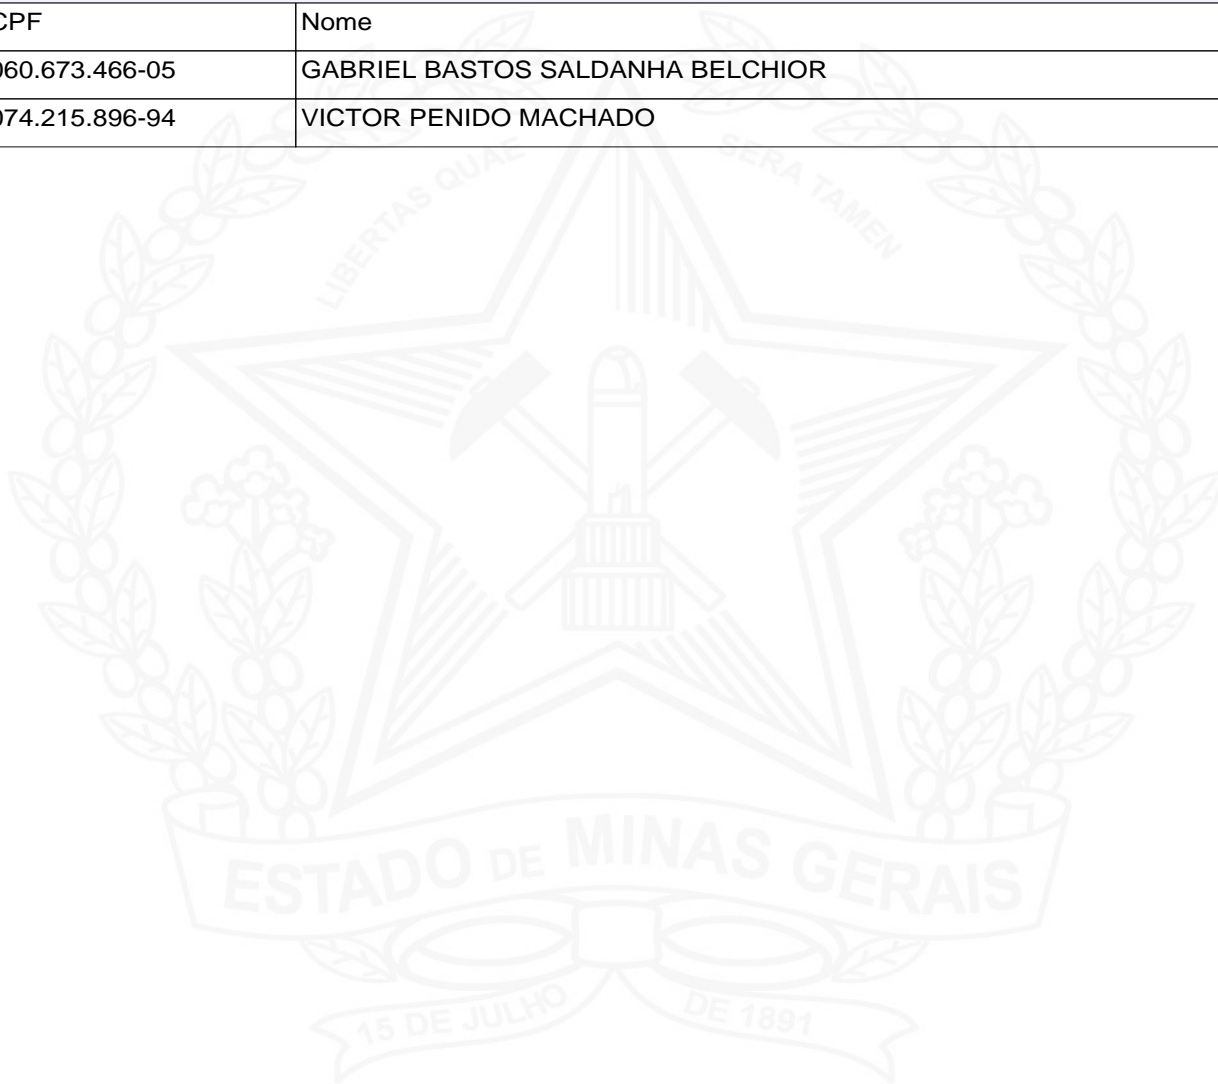 CPF Nome
060.673.466-05 GABRIEL BASTOS SALDANHA BELCHIOR
074.215.896-94 VICTOR PENIDO MACHADO
LIBERTAS QUAE SERA TAMEN
ESTADO DE MINAS GERAIS
15 DE JULHO DE 1891